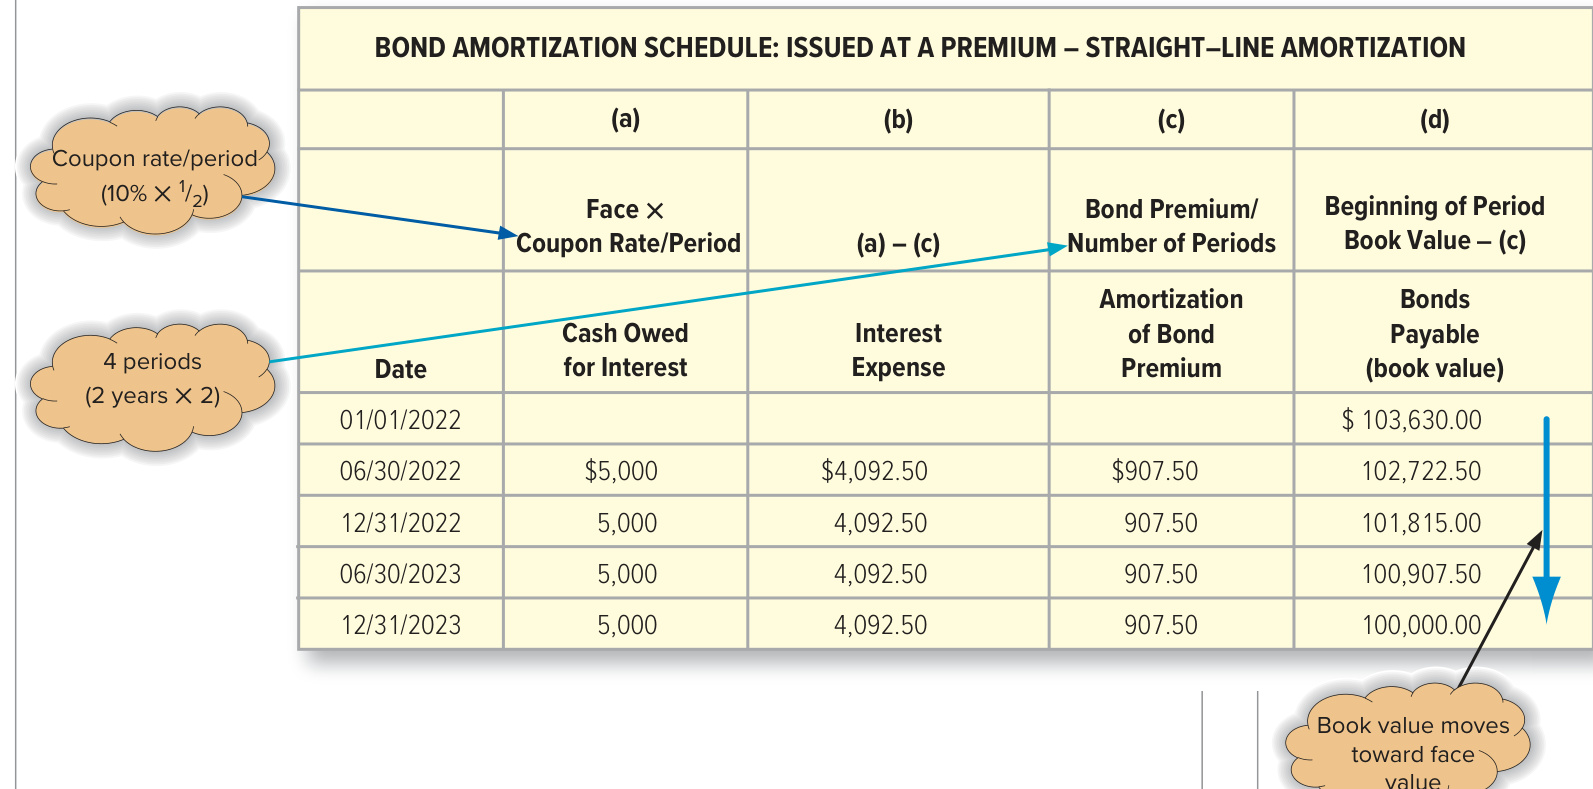 BOND AMORTIZATION SCHEDULE: ISSUED AT A PREMIUM – STRAIGHT–LINE AMORTIZATION
(a) (b) (c) (d)
Coupon rate/period
(10% × 1/2)
Face ×
Coupon Rate/Period
(a) – (c)
Bond Premium/
Number of Periods
Beginning of Period
Book Value – (c)
4 periods
(2 years × 2)
Date
Cash Owed
for Interest
Interest
Expense
Amortization
of Bond
Premium
Bonds
Payable
(book value)
01/01/2022 $ 103,630.00
06/30/2022 $5,000 $4,092.50 $907.50 102,722.50
12/31/2022 5,000 4,092.50 907.50 101,815.00
06/30/2023 5,000 4,092.50 907.50 100,907.50
12/31/2023 5,000 4,092.50 907.50 100,000.00
Book value moves
toward face
value